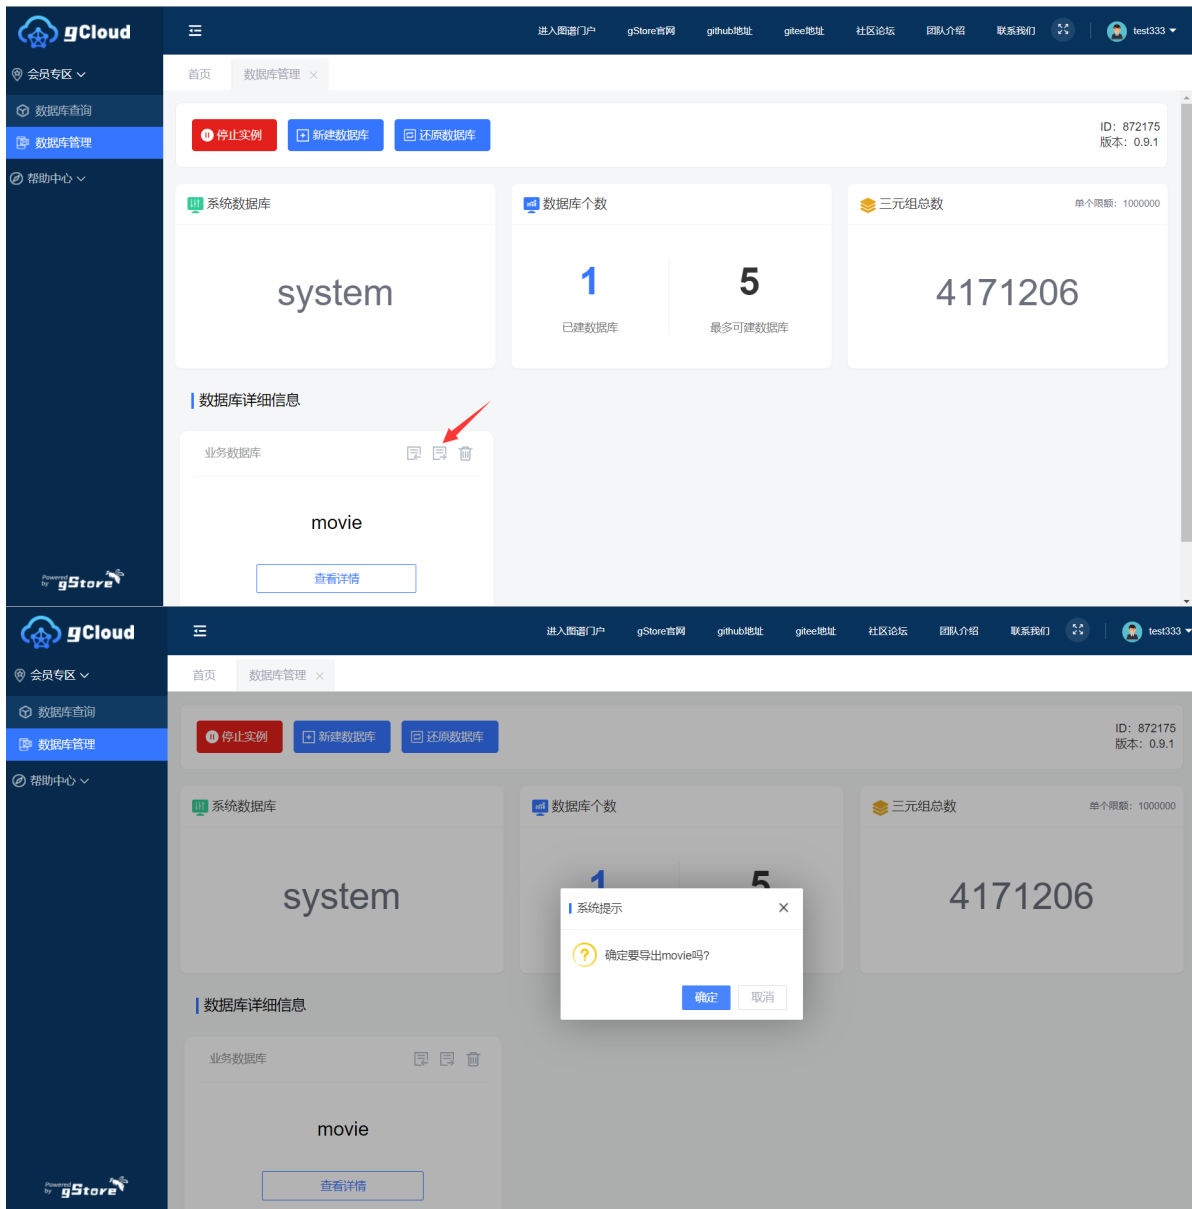 gCloud
进入图谱门户 gStore官网 github地址 gitee地址 社区论坛 团队介绍 联系我们 test333
会员专区
首页 数据库管理 ×
数据库查询
数据库管理
帮助中心
停止实例 新建数据库 还原数据库
ID: 872175
版本: 0.9.1
系统数据库
数据库个数
三元组总数 单个限额: 1000000
system
1 5
4171206
已建数据库 最多可建数据库
数据库详细信息
业务数据库
movie
查看详情
Powered by gStore
gCloud
进入图谱门户 gStore官网 github地址 gitee地址 社区论坛 团队介绍 联系我们 test333
会员专区
首页 数据库管理 ×
数据库查询
数据库管理
帮助中心
停止实例 新建数据库 还原数据库
ID: 872175
版本: 0.9.1
系统数据库
数据库个数
三元组总数 单个限额: 1000000
system
1 5
4171206
系统提示 ×
确定要导出movie吗?
确定 取消
数据库详细信息
业务数据库
movie
查看详情
Powered by gStore